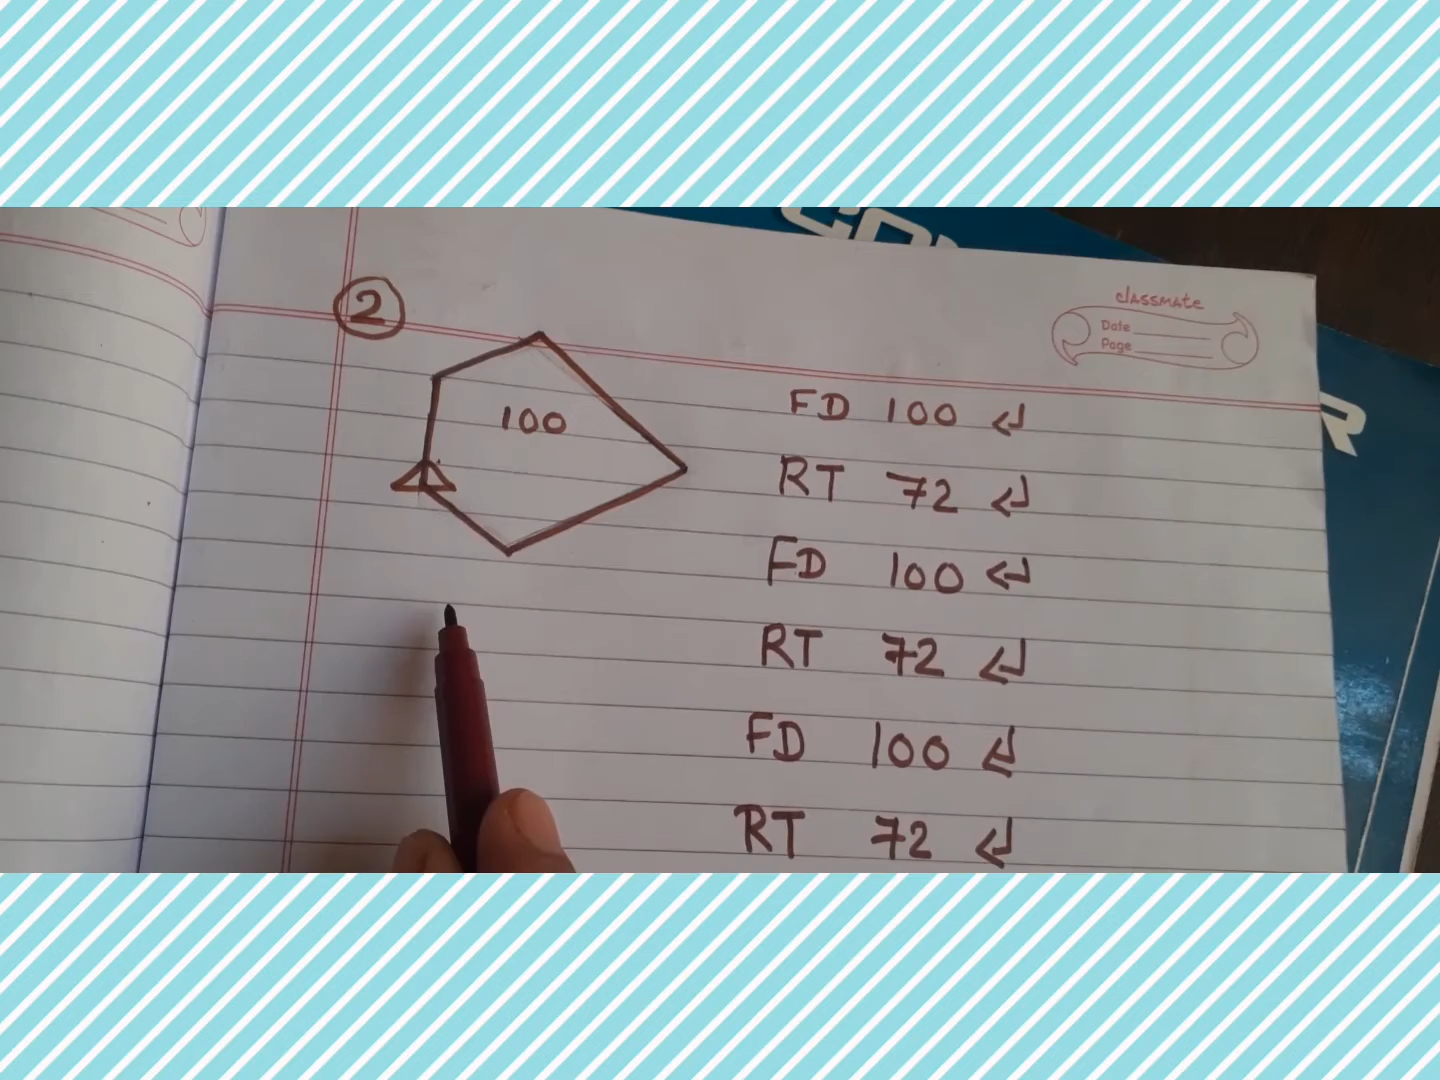 2
100
classmate
Date
Page
FD 100 ↵
RT 72 ↵
FD 100 ↵
RT 72 ↵
FD 100 ↵
RT 72 ↵